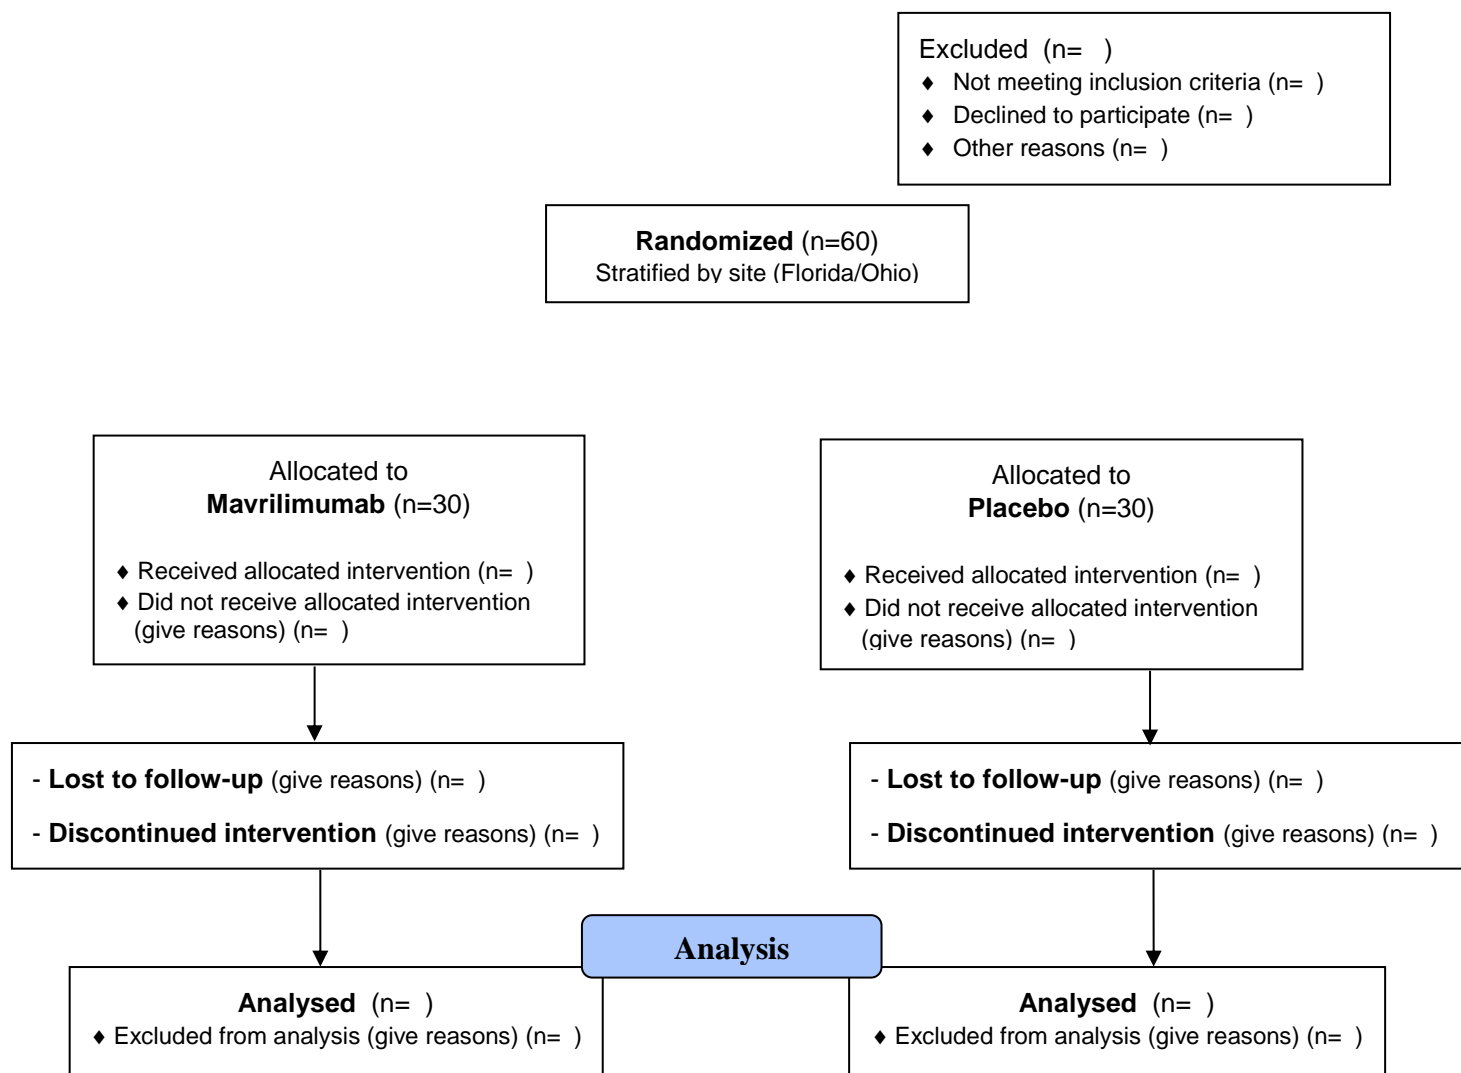 Excluded (n= )
♦ Not meeting inclusion criteria (n= )
♦ Declined to participate (n= )
♦ Other reasons (n= )
Randomized (n=60)
Stratified by site (Florida/Ohio)
Allocated to
Mavrilimumab (n=30)
♦ Received allocated intervention (n= )
♦ Did not receive allocated intervention
(give reasons) (n= )
Allocated to
Placebo (n=30)
♦ Received allocated intervention (n= )
♦ Did not receive allocated intervention
(give reasons) (n= )
- Lost to follow-up (give reasons) (n= )
- Discontinued intervention (give reasons) (n= )
- Lost to follow-up (give reasons) (n= )
- Discontinued intervention (give reasons) (n= )
Analysis
Analysed (n= )
♦ Excluded from analysis (give reasons) (n= )
Analysed (n= )
♦ Excluded from analysis (give reasons) (n= )